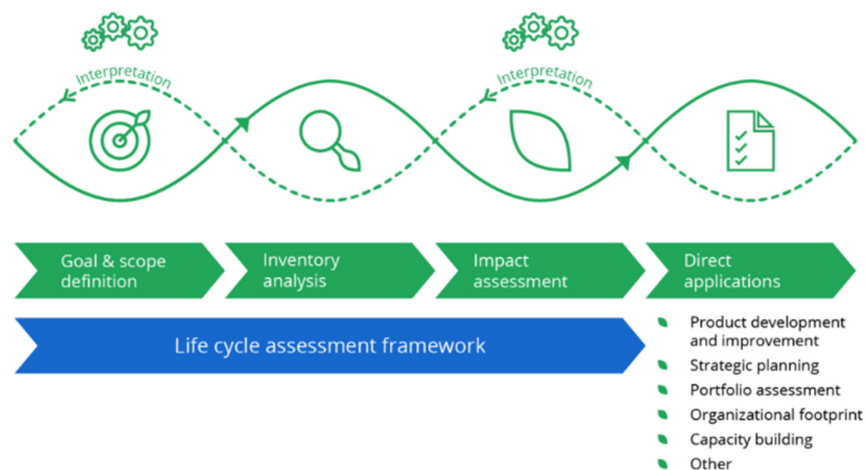 Interpretation
Interpretation
Goal & scope
definition
Inventory
analysis
Impact
assessment
Direct
applications
Life cycle assessment framework
Product development
and improvement
Strategic planning
Portfolio assessment
Organizational footprint
Capacity building
Other